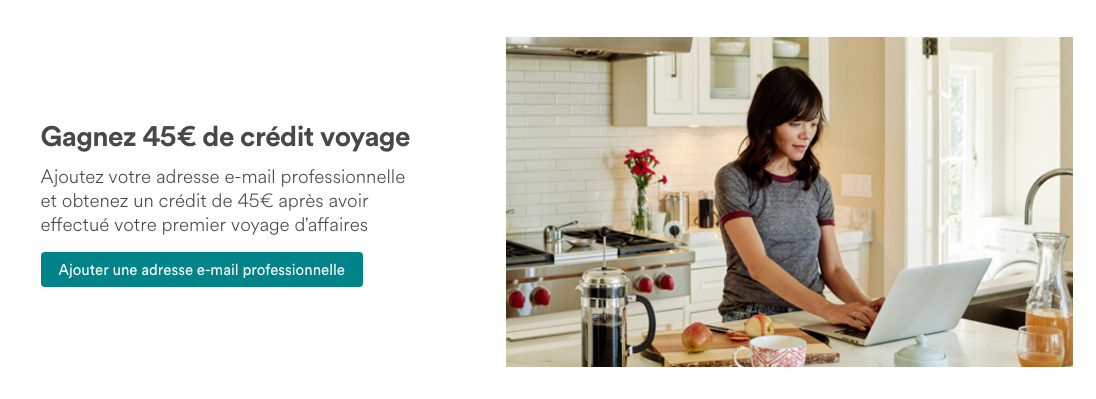 Gagnez 45€ de crédit voyage
Ajoutez votre adresse e-mail professionnelle
et obtenez un crédit de 45€ après avoir
effectué votre premier voyage d'affaires
Ajouter une adresse e-mail professionnelle